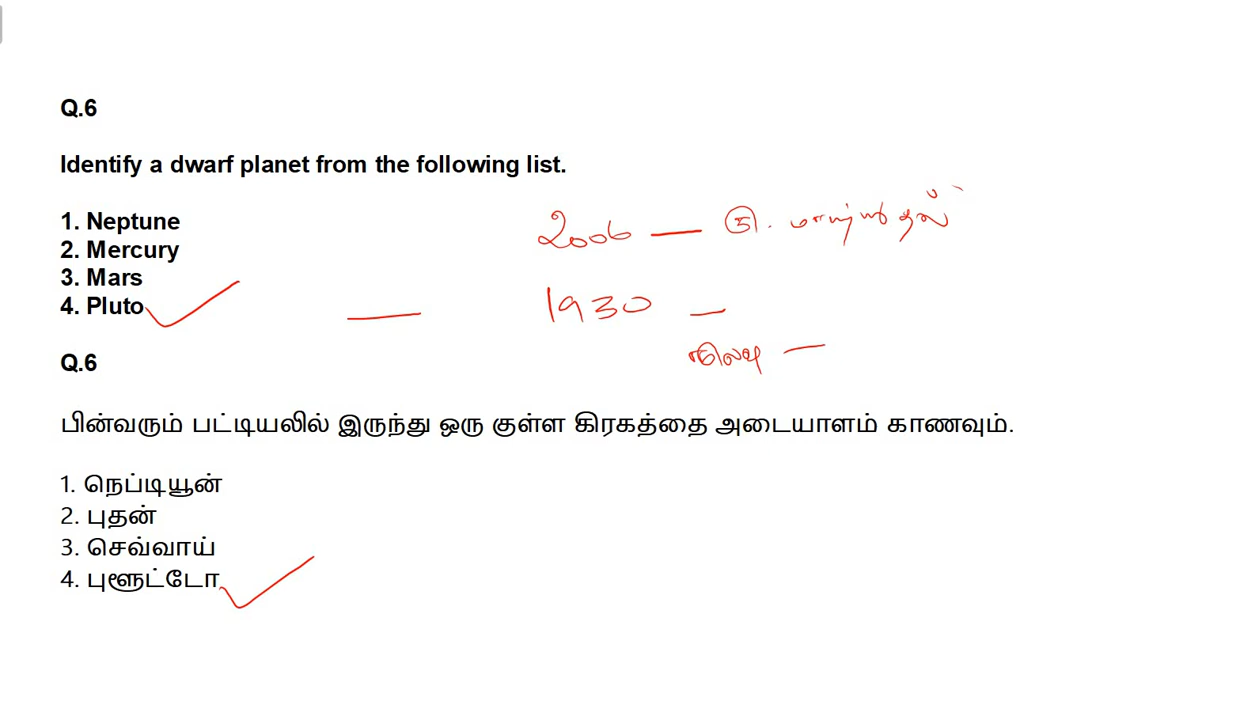 Q.6
Identify a dwarf planet from the following list.
1. Neptune
2. Mercury
3. Mars
4. Pluto
2006 —
1930 —
Q.6
பின்வரும் பட்டியலில் இருந்து ஒரு குள்ள கிரகத்தை அடையாளம் காணவும்.
1. நெப்டியூன்
2. புதன்
3. செவ்வாய்
4. புளூட்டோ